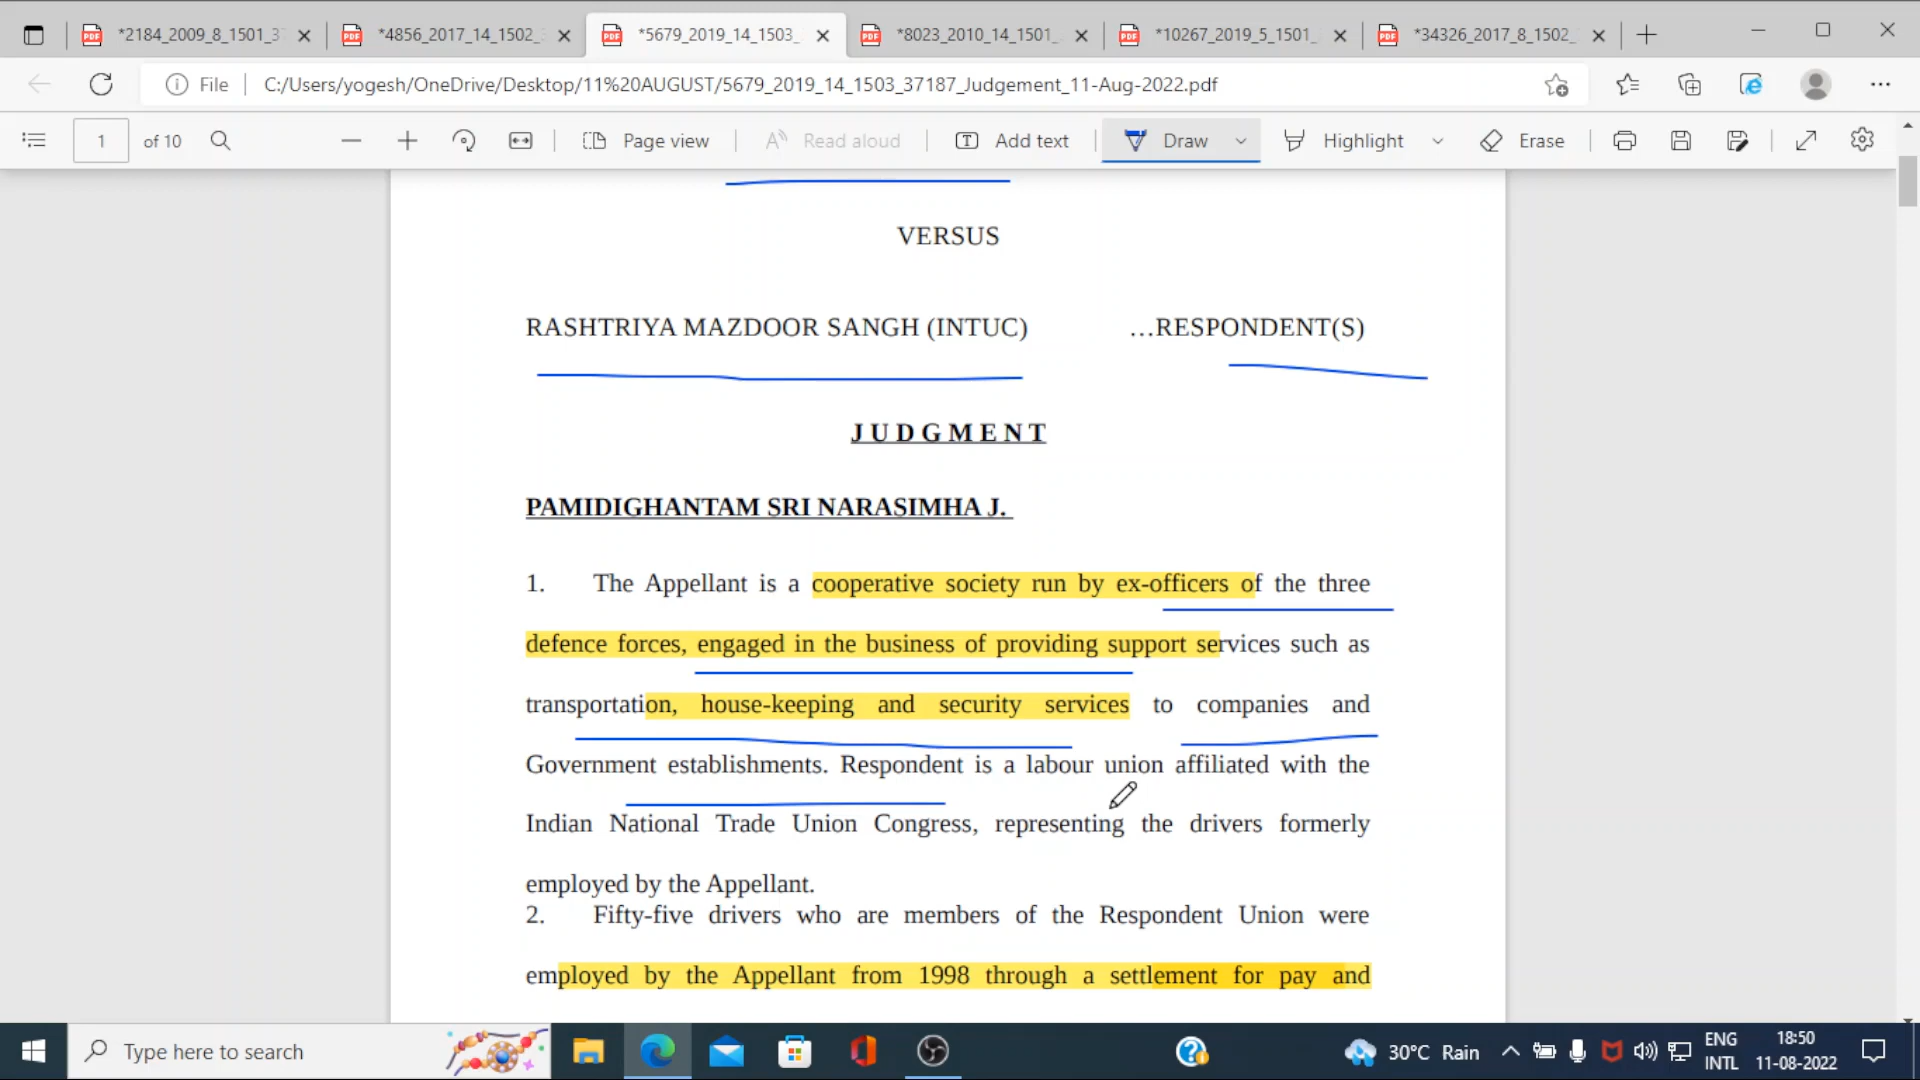 *2184_2009_8_1501_3
*4856_2017_14_1502_
*5679_2019_14_1503_
*8023_2010_14_1501_
*10267_2019_5_1501_
*34326_2017_8_1502_
File
C:/Users/yogesh/OneDrive/Desktop/11%20AUGUST/5679_2019_14_1503_37187_Judgement_11-Aug-2022.pdf
1 of 10
Page view
Read aloud
Add text
Draw
Highlight
Erase
VERSUS
RASHTRIYA MAZDOOR SANGH (INTUC) …RESPONDENT(S)
J U D G M E N T
PAMIDIGHANTAM SRI NARASIMHA J.
1. The Appellant is a cooperative society run by ex-officers of the three
defence forces, engaged in the business of providing support services such as
transportation, house-keeping and security services to companies and
Government establishments. Respondent is a labour union affiliated with the
Indian National Trade Union Congress, representing the drivers formerly
employed by the Appellant.
2. Fifty-five drivers who are members of the Respondent Union were
employed by the Appellant from 1998 through a settlement for pay and
Type here to search
30°C Rain
ENG
INTL
18:50
11-08-2022